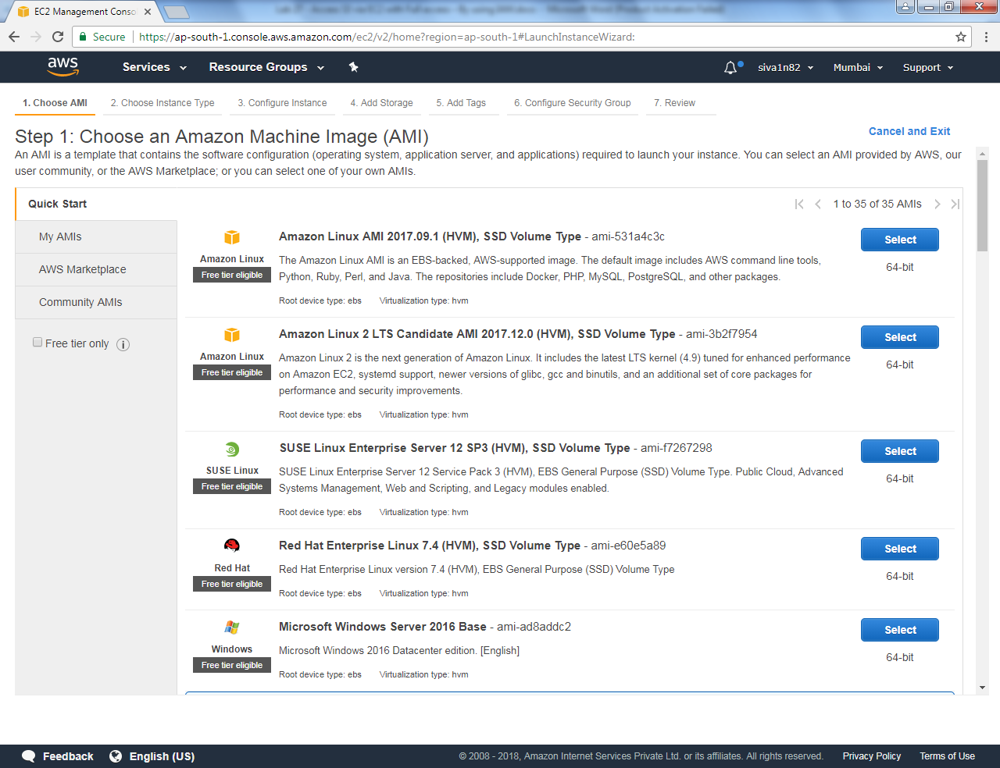 EC2 Management Conso
Secure https://ap-south-1.console.aws.amazon.com/ec2/v2/home?region=ap-south-1#LaunchInstanceWizard:
aws Services Resource Groups siva1n82 Mumbai Support
1. Choose AMI 2. Choose Instance Type 3. Configure Instance 4. Add Storage 5. Add Tags 6. Configure Security Group 7. Review
Step 1: Choose an Amazon Machine Image (AMI)
Cancel and Exit
An AMI is a template that contains the software configuration (operating system, application server, and applications) required to launch your instance. You can select an AMI provided by AWS, our
user community, or the AWS Marketplace; or you can select one of your own AMIs.
Quick Start
1 to 35 of 35 AMIs
My AMIs
AWS Marketplace
Community AMIs
Free tier only
Amazon Linux
Free tier eligible
Amazon Linux AMI 2017.09.1 (HVM), SSD Volume Type - ami-531a4c3c
The Amazon Linux AMI is an EBS-backed, AWS-supported image. The default image includes AWS command line tools,
Python, Ruby, Perl, and Java. The repositories include Docker, PHP, MySQL, PostgreSQL, and other packages.
Root device type: ebs Virtualization type: hvm
Select
64-bit
Amazon Linux
Free tier eligible
Amazon Linux 2 LTS Candidate AMI 2017.12.0 (HVM), SSD Volume Type - ami-3b2f7954
Amazon Linux 2 is the next generation of Amazon Linux. It includes the latest LTS kernel (4.9) tuned for enhanced performance
on Amazon EC2, systemd support, newer versions of glibc, gcc and binutils, and an additional set of core packages for
performance and security improvements.
Root device type: ebs Virtualization type: hvm
Select
64-bit
SUSE Linux
Free tier eligible
SUSE Linux Enterprise Server 12 SP3 (HVM), SSD Volume Type - ami-f7267298
SUSE Linux Enterprise Server 12 Service Pack 3 (HVM), EBS General Purpose (SSD) Volume Type. Public Cloud, Advanced
Systems Management, Web and Scripting, and Legacy modules enabled.
Root device type: ebs Virtualization type: hvm
Select
64-bit
Red Hat
Free tier eligible
Red Hat Enterprise Linux 7.4 (HVM), SSD Volume Type - ami-e60e5a89
Red Hat Enterprise Linux version 7.4 (HVM), EBS General Purpose (SSD) Volume Type
Root device type: ebs Virtualization type: hvm
Select
64-bit
Windows
Free tier eligible
Microsoft Windows Server 2016 Base - ami-ad8addc2
Microsoft Windows 2016 Datacenter edition. [English]
Root device type: ebs Virtualization type: hvm
Select
64-bit
Feedback English (US) © 2008 - 2018, Amazon Internet Services Private Ltd. or its affiliates. All rights reserved. Privacy Policy Terms of Use